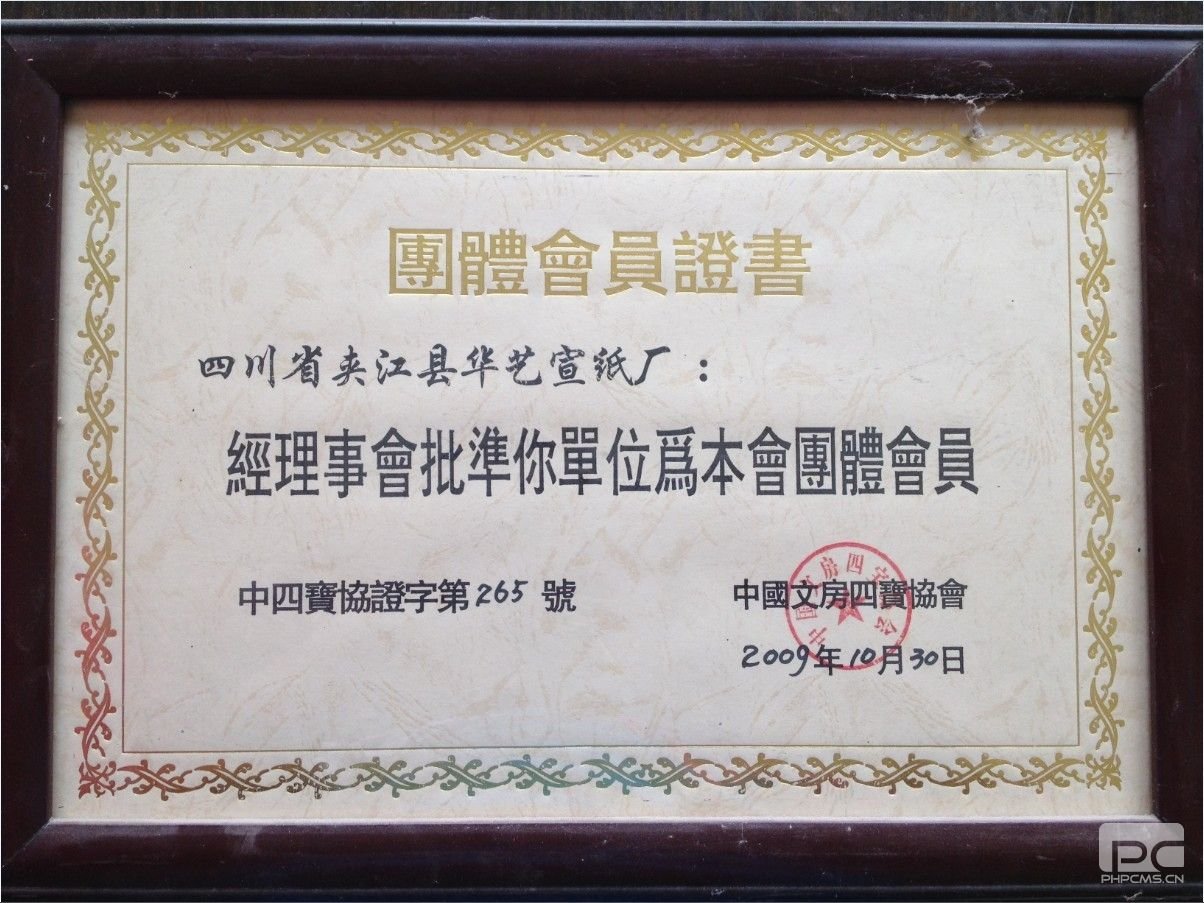 團體會員證書
四川省夹江县华艺宣纸厂：
經理事會批準你單位爲本會團體會員
中四寶協證字第265號
中國文房四寶協會
2009年10月30日
PC
PHPCMS.CN